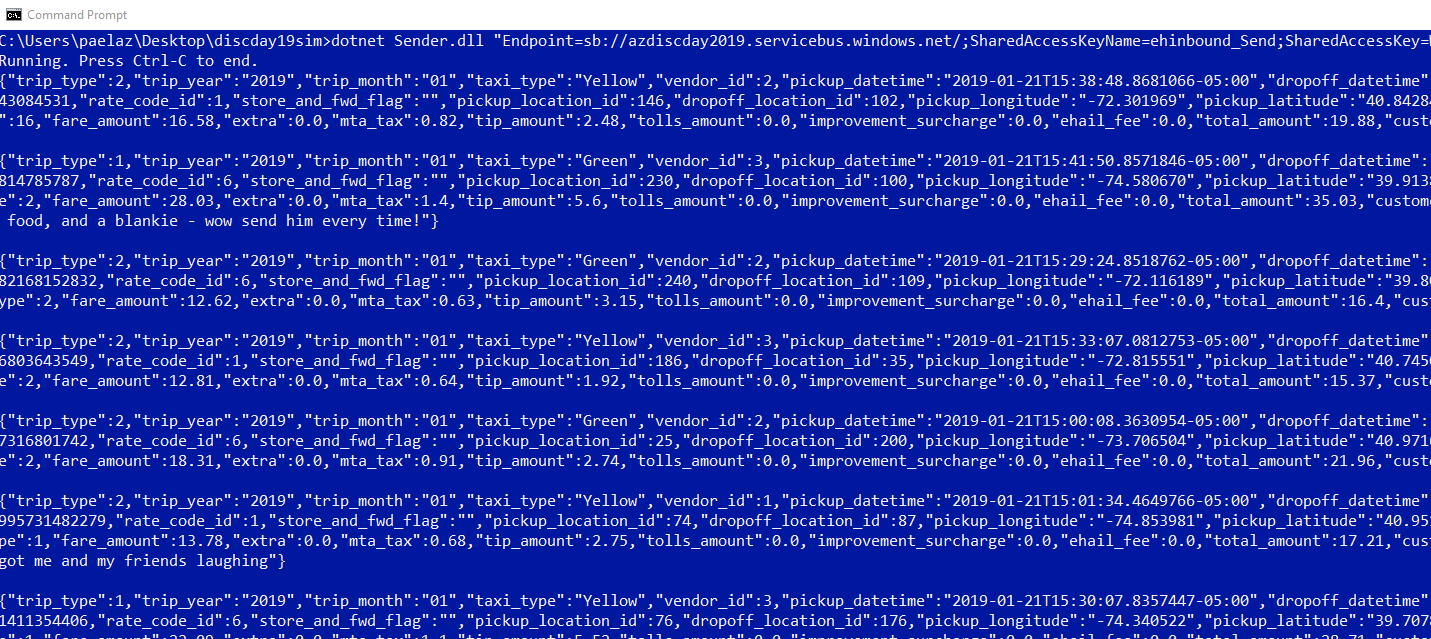 Command Prompt
C:\Users\paelaz\Desktop\discday19sim>dotnet Sender.dll "Endpoint=sb://azdiscday2019.servicebus.windows.net/;SharedAccessKeyName=ehinbound_Send;SharedAccessKey=
Running. Press Ctrl-C to end.
{"trip_type":2,"trip_year":"2019","trip_month":"01","taxi_type":"Yellow","vendor_id":2,"pickup_datetime":"2019-01-21T15:38:48.8681066-05:00","dropoff_datetime"
43084531,"rate_code_id":1,"store_and_fwd_flag":"","pickup_location_id":146,"dropoff_location_id":102,"pickup_longitude":"-72.301969","pickup_latitude":"40.84284
":16,"fare_amount":16.58,"extra":0.0,"mta_tax":0.82,"tip_amount":2.48,"tolls_amount":0.0,"improvement_surcharge":0.0,"ehail_fee":0.0,"total_amount":19.88,"cust
{"trip_type":1,"trip_year":"2019","trip_month":"01","taxi_type":"Green","vendor_id":3,"pickup_datetime":"2019-01-21T15:41:50.8571846-05:00","dropoff_datetime":
814785787,"rate_code_id":6,"store_and_fwd_flag":"","pickup_location_id":230,"dropoff_location_id":100,"pickup_longitude":"-74.580670","pickup_latitude":"39.913
e":2,"fare_amount":28.03,"extra":0.0,"mta_tax":1.4,"tip_amount":5.6,"tolls_amount":0.0,"improvement_surcharge":0.0,"ehail_fee":0.0,"total_amount":35.03,"custom
food, and a blankie - wow send him every time!"}
{"trip_type":2,"trip_year":"2019","trip_month":"01","taxi_type":"Green","vendor_id":2,"pickup_datetime":"2019-01-21T15:29:24.8518762-05:00","dropoff_datetime":
82168152832,"rate_code_id":6,"store_and_fwd_flag":"","pickup_location_id":240,"dropoff_location_id":109,"pickup_longitude":"-72.116189","pickup_latitude":"39.8
ype":2,"fare_amount":12.62,"extra":0.0,"mta_tax":0.63,"tip_amount":3.15,"tolls_amount":0.0,"improvement_surcharge":0.0,"ehail_fee":0.0,"total_amount":16.4,"cus
{"trip_type":2,"trip_year":"2019","trip_month":"01","taxi_type":"Yellow","vendor_id":3,"pickup_datetime":"2019-01-21T15:33:07.0812753-05:00","dropoff_datetime"
6803643549,"rate_code_id":1,"store_and_fwd_flag":"","pickup_location_id":186,"dropoff_location_id":35,"pickup_longitude":"-72.815551","pickup_latitude":"40.745
e":2,"fare_amount":12.81,"extra":0.0,"mta_tax":0.64,"tip_amount":1.92,"tolls_amount":0.0,"improvement_surcharge":0.0,"ehail_fee":0.0,"total_amount":15.37,"cust
{"trip_type":2,"trip_year":"2019","trip_month":"01","taxi_type":"Green","vendor_id":2,"pickup_datetime":"2019-01-21T15:00:08.3630954-05:00","dropoff_datetime":
7316801742,"rate_code_id":6,"store_and_fwd_flag":"","pickup_location_id":25,"dropoff_location_id":200,"pickup_longitude":"-73.706504","pickup_latitude":"40.971
e":2,"fare_amount":18.31,"extra":0.0,"mta_tax":0.91,"tip_amount":2.74,"tolls_amount":0.0,"improvement_surcharge":0.0,"ehail_fee":0.0,"total_amount":21.96,"cust
{"trip_type":2,"trip_year":"2019","trip_month":"01","taxi_type":"Yellow","vendor_id":1,"pickup_datetime":"2019-01-21T15:01:34.4649766-05:00","dropoff_datetime"
995731482279,"rate_code_id":1,"store_and_fwd_flag":"","pickup_location_id":74,"dropoff_location_id":87,"pickup_longitude":"-74.853981","pickup_latitude":"40.95
pe":1,"fare_amount":13.78,"extra":0.0,"mta_tax":0.68,"tip_amount":2.75,"tolls_amount":0.0,"improvement_surcharge":0.0,"ehail_fee":0.0,"total_amount":17.21,"cus
got me and my friends laughing"}
{"trip_type":1,"trip_year":"2019","trip_month":"01","taxi_type":"Yellow","vendor_id":3,"pickup_datetime":"2019-01-21T15:30:07.8357447-05:00","dropoff_datetime"
1411354406,"rate_code_id":6,"store_and_fwd_flag":"","pickup_location_id":76,"dropoff_location_id":176,"pickup_longitude":"-74.340522","pickup_latitude":"39.707